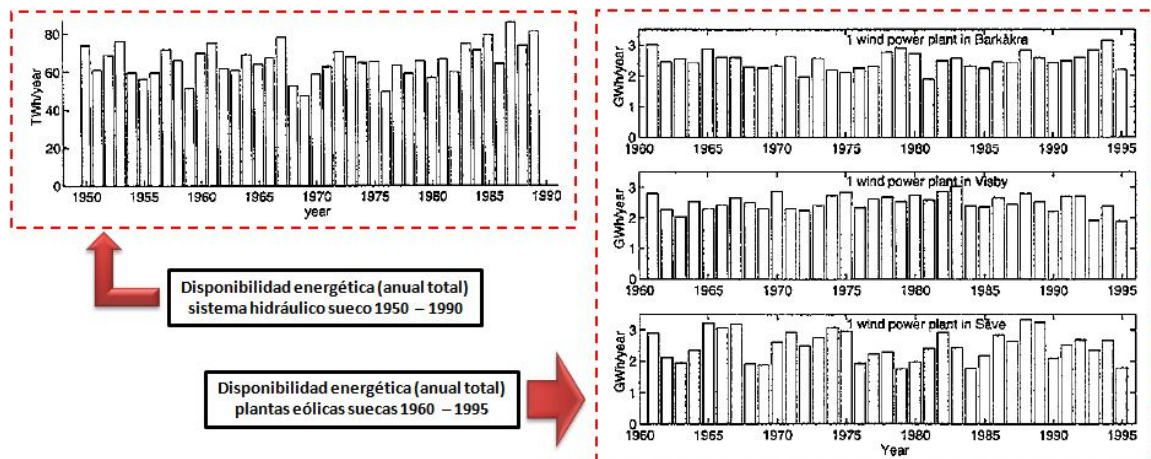 80
60
40
20
0
TWh/year
1950 1955 1960 1965 1970 1975 1980 1985 1990
year
Disponibilidad energética (anual total)
sistema hidráulico sueco 1950 – 1990
Disponibilidad energética (anual total)
plantas eólicas suecas 1960 – 1995
1 wind power plant in Barkåkra
GWh/year
3
2
1
0
1960 1965 1970 1975 1980 1985 1990 1995
1 wind power plant in Visby
GWh/year
3
2
1
0
1960 1965 1970 1975 1980 1985 1990 1995
1 wind power plant in Säve
GWh/year
3
2
1
0
1960 1965 1970 1975 1980 1985 1990 1995
Year